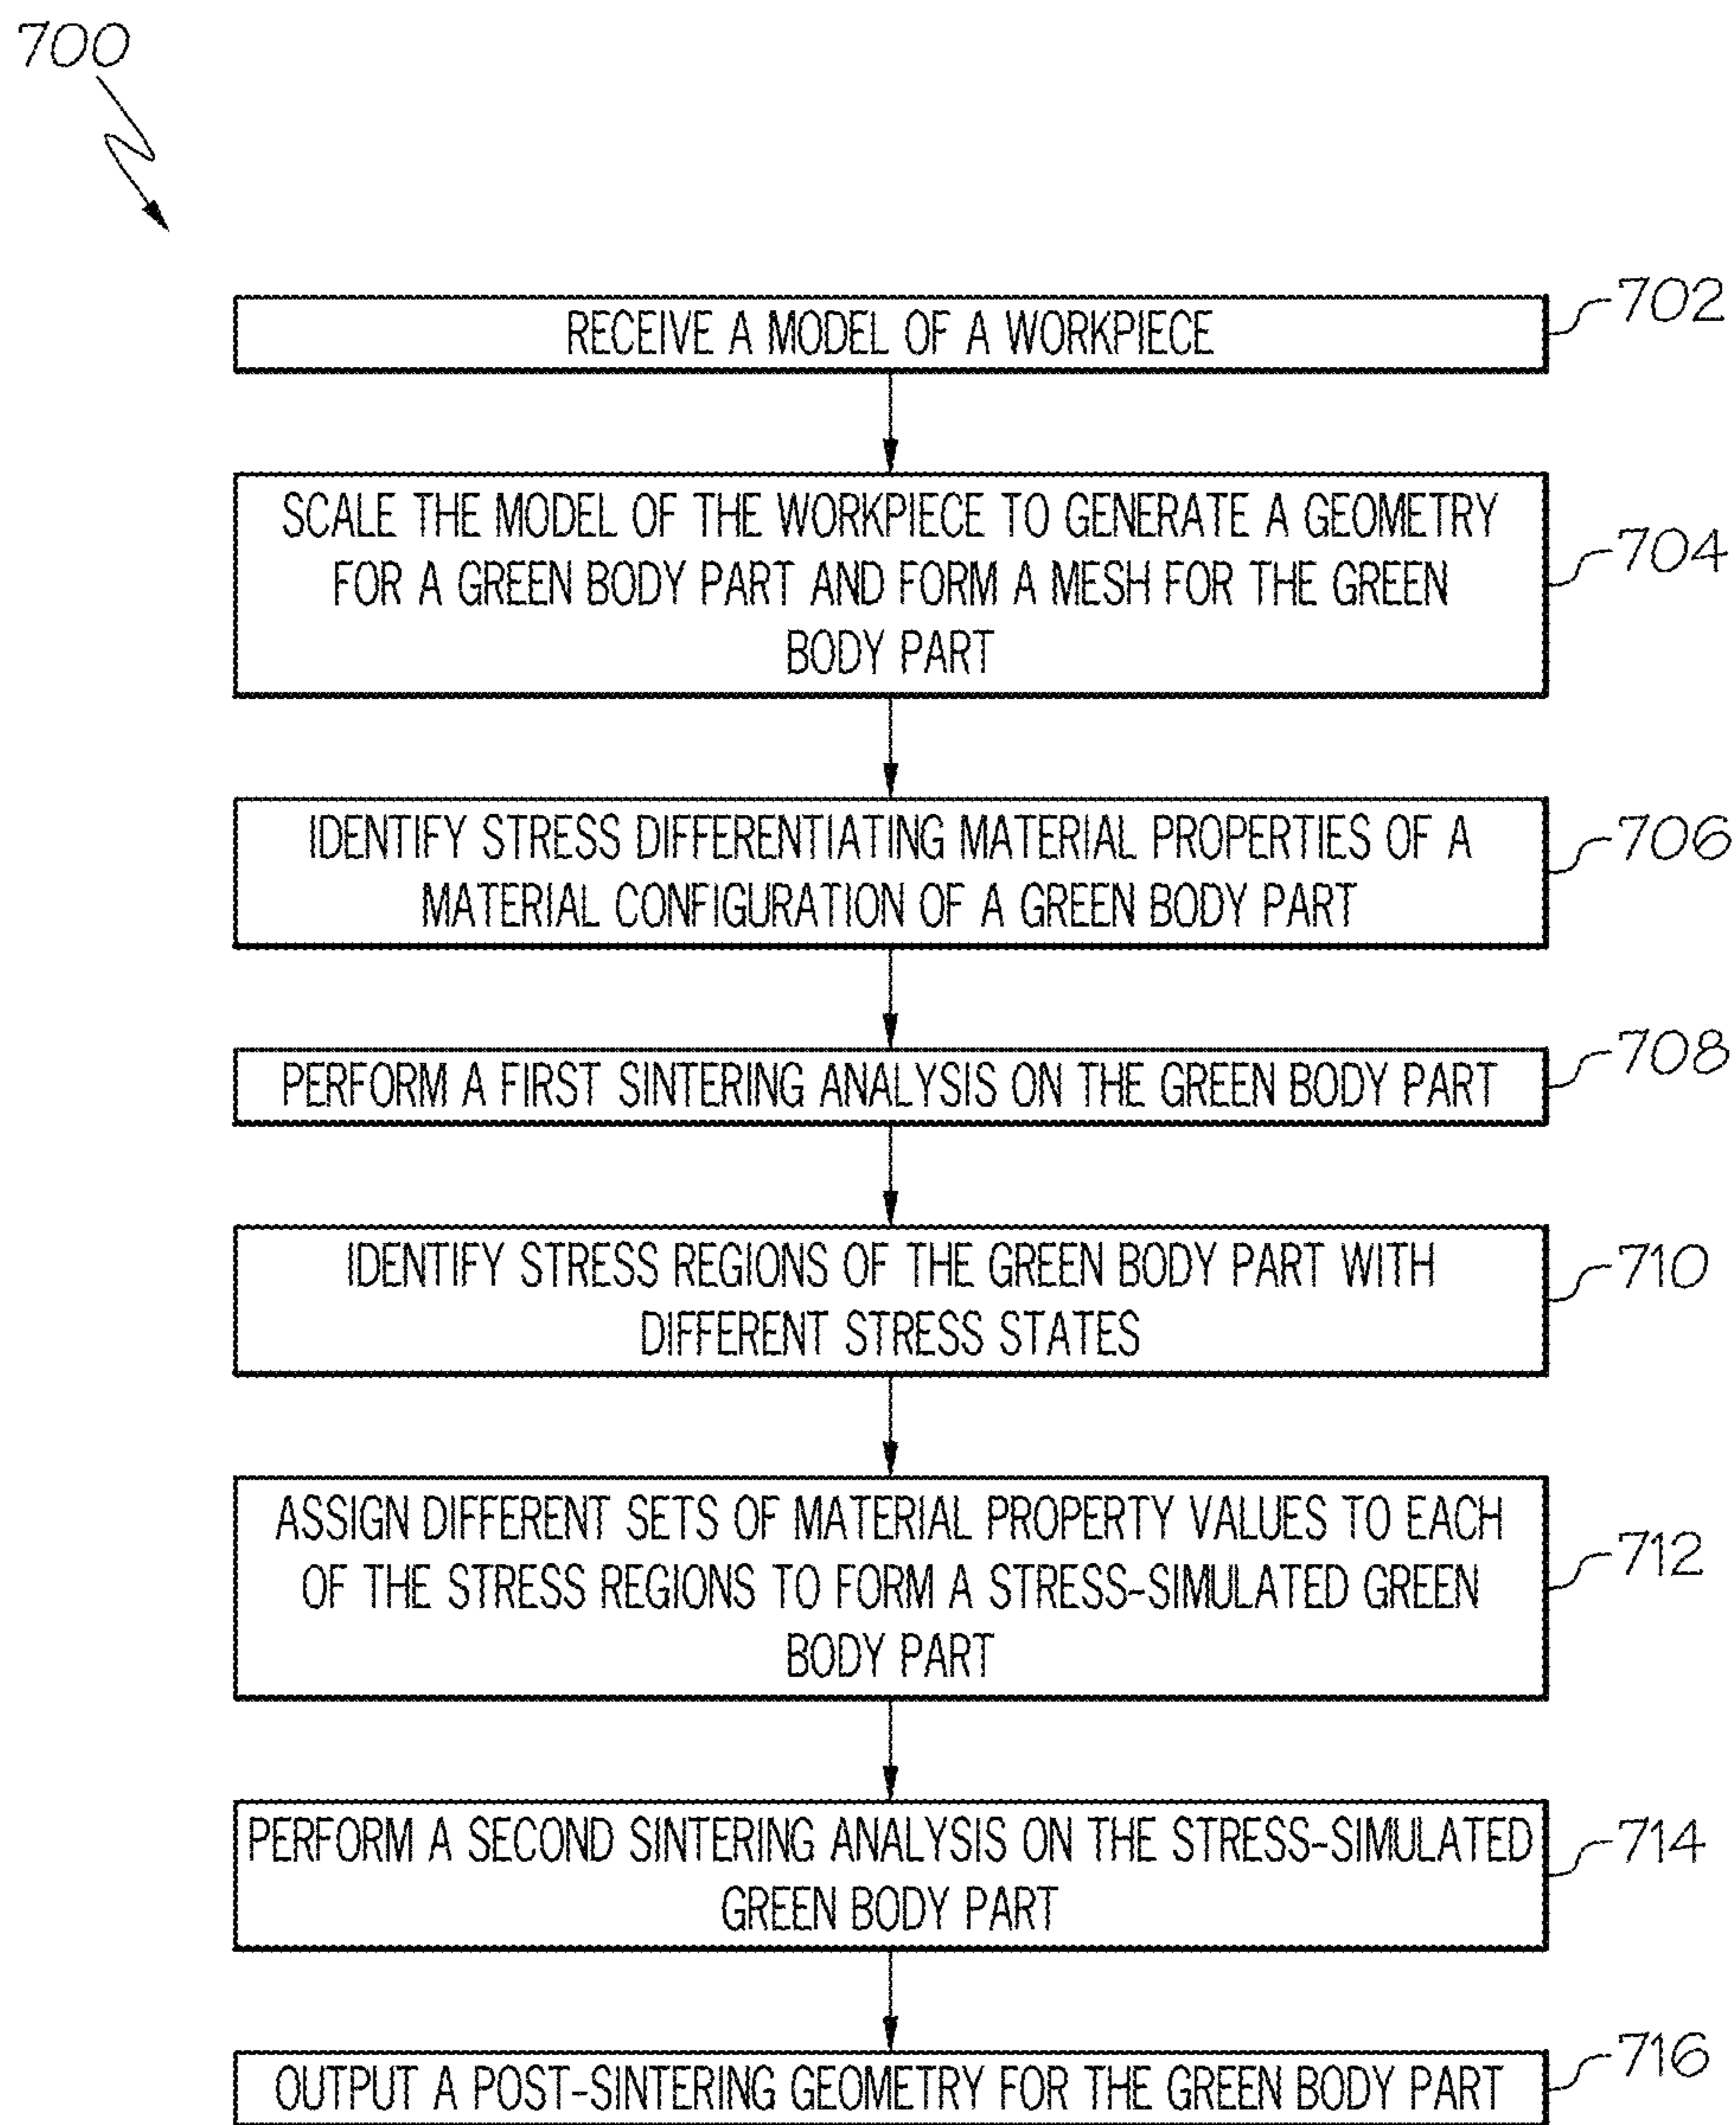 700
RECEIVE A MODEL OF A WORKPIECE
702
SCALE THE MODEL OF THE WORKPIECE TO GENERATE A GEOMETRY
FOR A GREEN BODY PART AND FORM A MESH FOR THE GREEN
BODY PART
704
IDENTIFY STRESS DIFFERENTIATING MATERIAL PROPERTIES OF A
MATERIAL CONFIGURATION OF A GREEN BODY PART
706
PERFORM A FIRST SINTERING ANALYSIS ON THE GREEN BODY PART
708
IDENTIFY STRESS REGIONS OF THE GREEN BODY PART WITH
DIFFERENT STRESS STATES
710
ASSIGN DIFFERENT SETS OF MATERIAL PROPERTY VALUES TO EACH
OF THE STRESS REGIONS TO FORM A STRESS-SIMULATED GREEN
BODY PART
712
PERFORM A SECOND SINTERING ANALYSIS ON THE STRESS-SIMULATED
GREEN BODY PART
714
OUTPUT A POST-SINTERING GEOMETRY FOR THE GREEN BODY PART
716